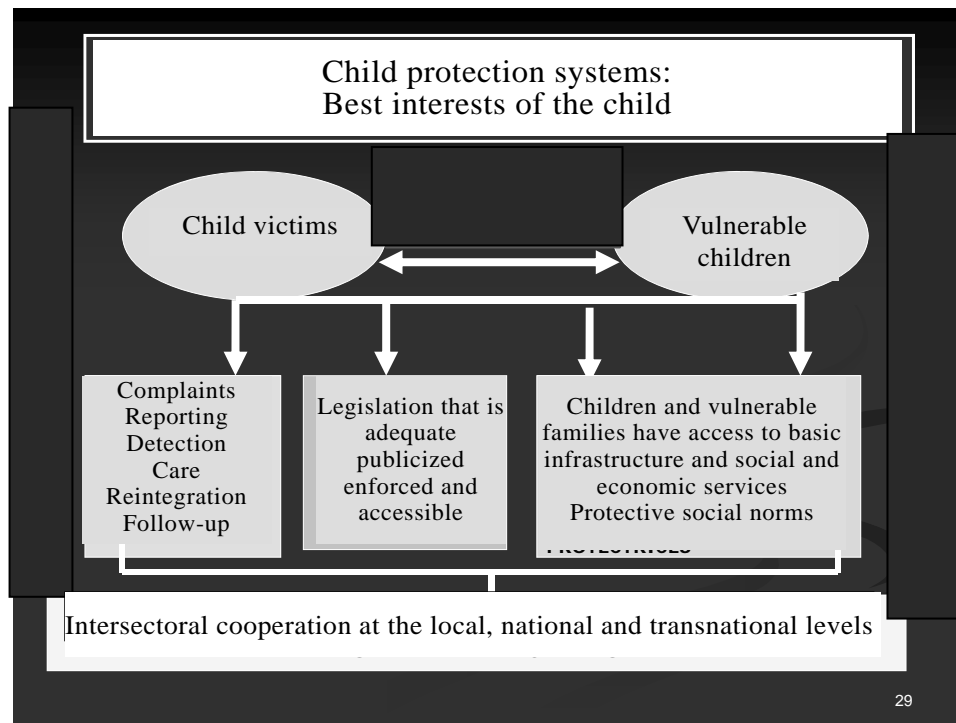 Child protection systems:
Best interests of the child
Child victims
Vulnerable
children
Complaints
Reporting
Detection
Care
Reintegration
Follow-up
Legislation that is
adequate
publicized
enforced and
accessible
Children and vulnerable
families have access to basic
infrastructure and social and
economic services
Protective social norms
Intersectoral cooperation at the local, national and transnational levels
29